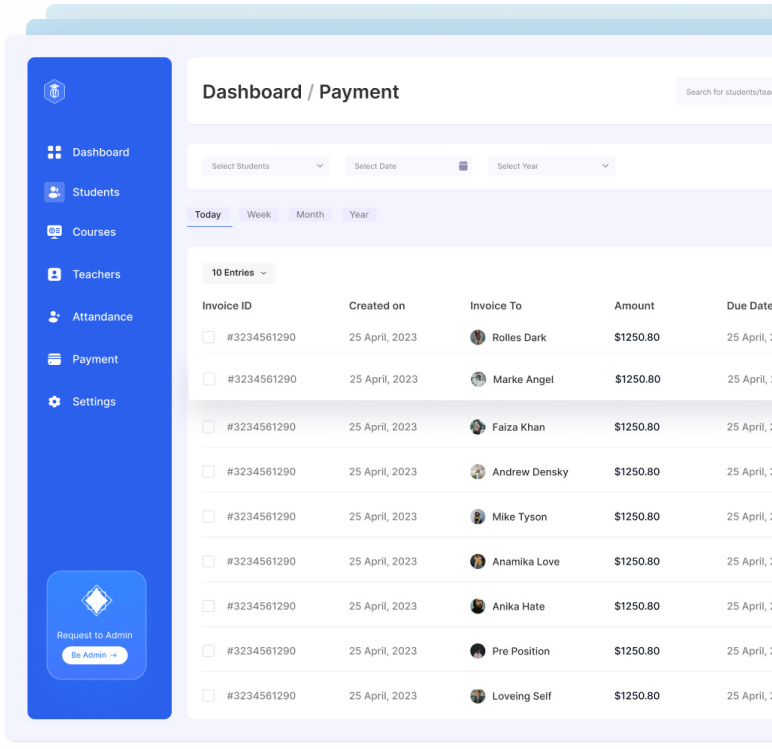 Dashboard / Payment
Search for students/tea
Dashboard
Students
Courses
Teachers
Attandance
Payment
Settings
Request to Admin
Be Admin →
Select Students
Select Date
Select Year
Today Week Month Year
10 Entries
Invoice ID Created on Invoice To Amount Due Date
#3234561290 25 April, 2023 Rolles Dark $1250.80 25 April, 2
#3234561290 25 April, 2023 Marke Angel $1250.80 25 April,
#3234561290 25 April, 2023 Faiza Khan $1250.80 25 April, 2
#3234561290 25 April, 2023 Andrew Densky $1250.80 25 April, 2
#3234561290 25 April, 2023 Mike Tyson $1250.80 25 April, 2
#3234561290 25 April, 2023 Anamika Love $1250.80 25 April, 2
#3234561290 25 April, 2023 Anika Hate $1250.80 25 April, 2
#3234561290 25 April, 2023 Pre Position $1250.80 25 April, 2
#3234561290 25 April, 2023 Loveing Self $1250.80 25 April, 2